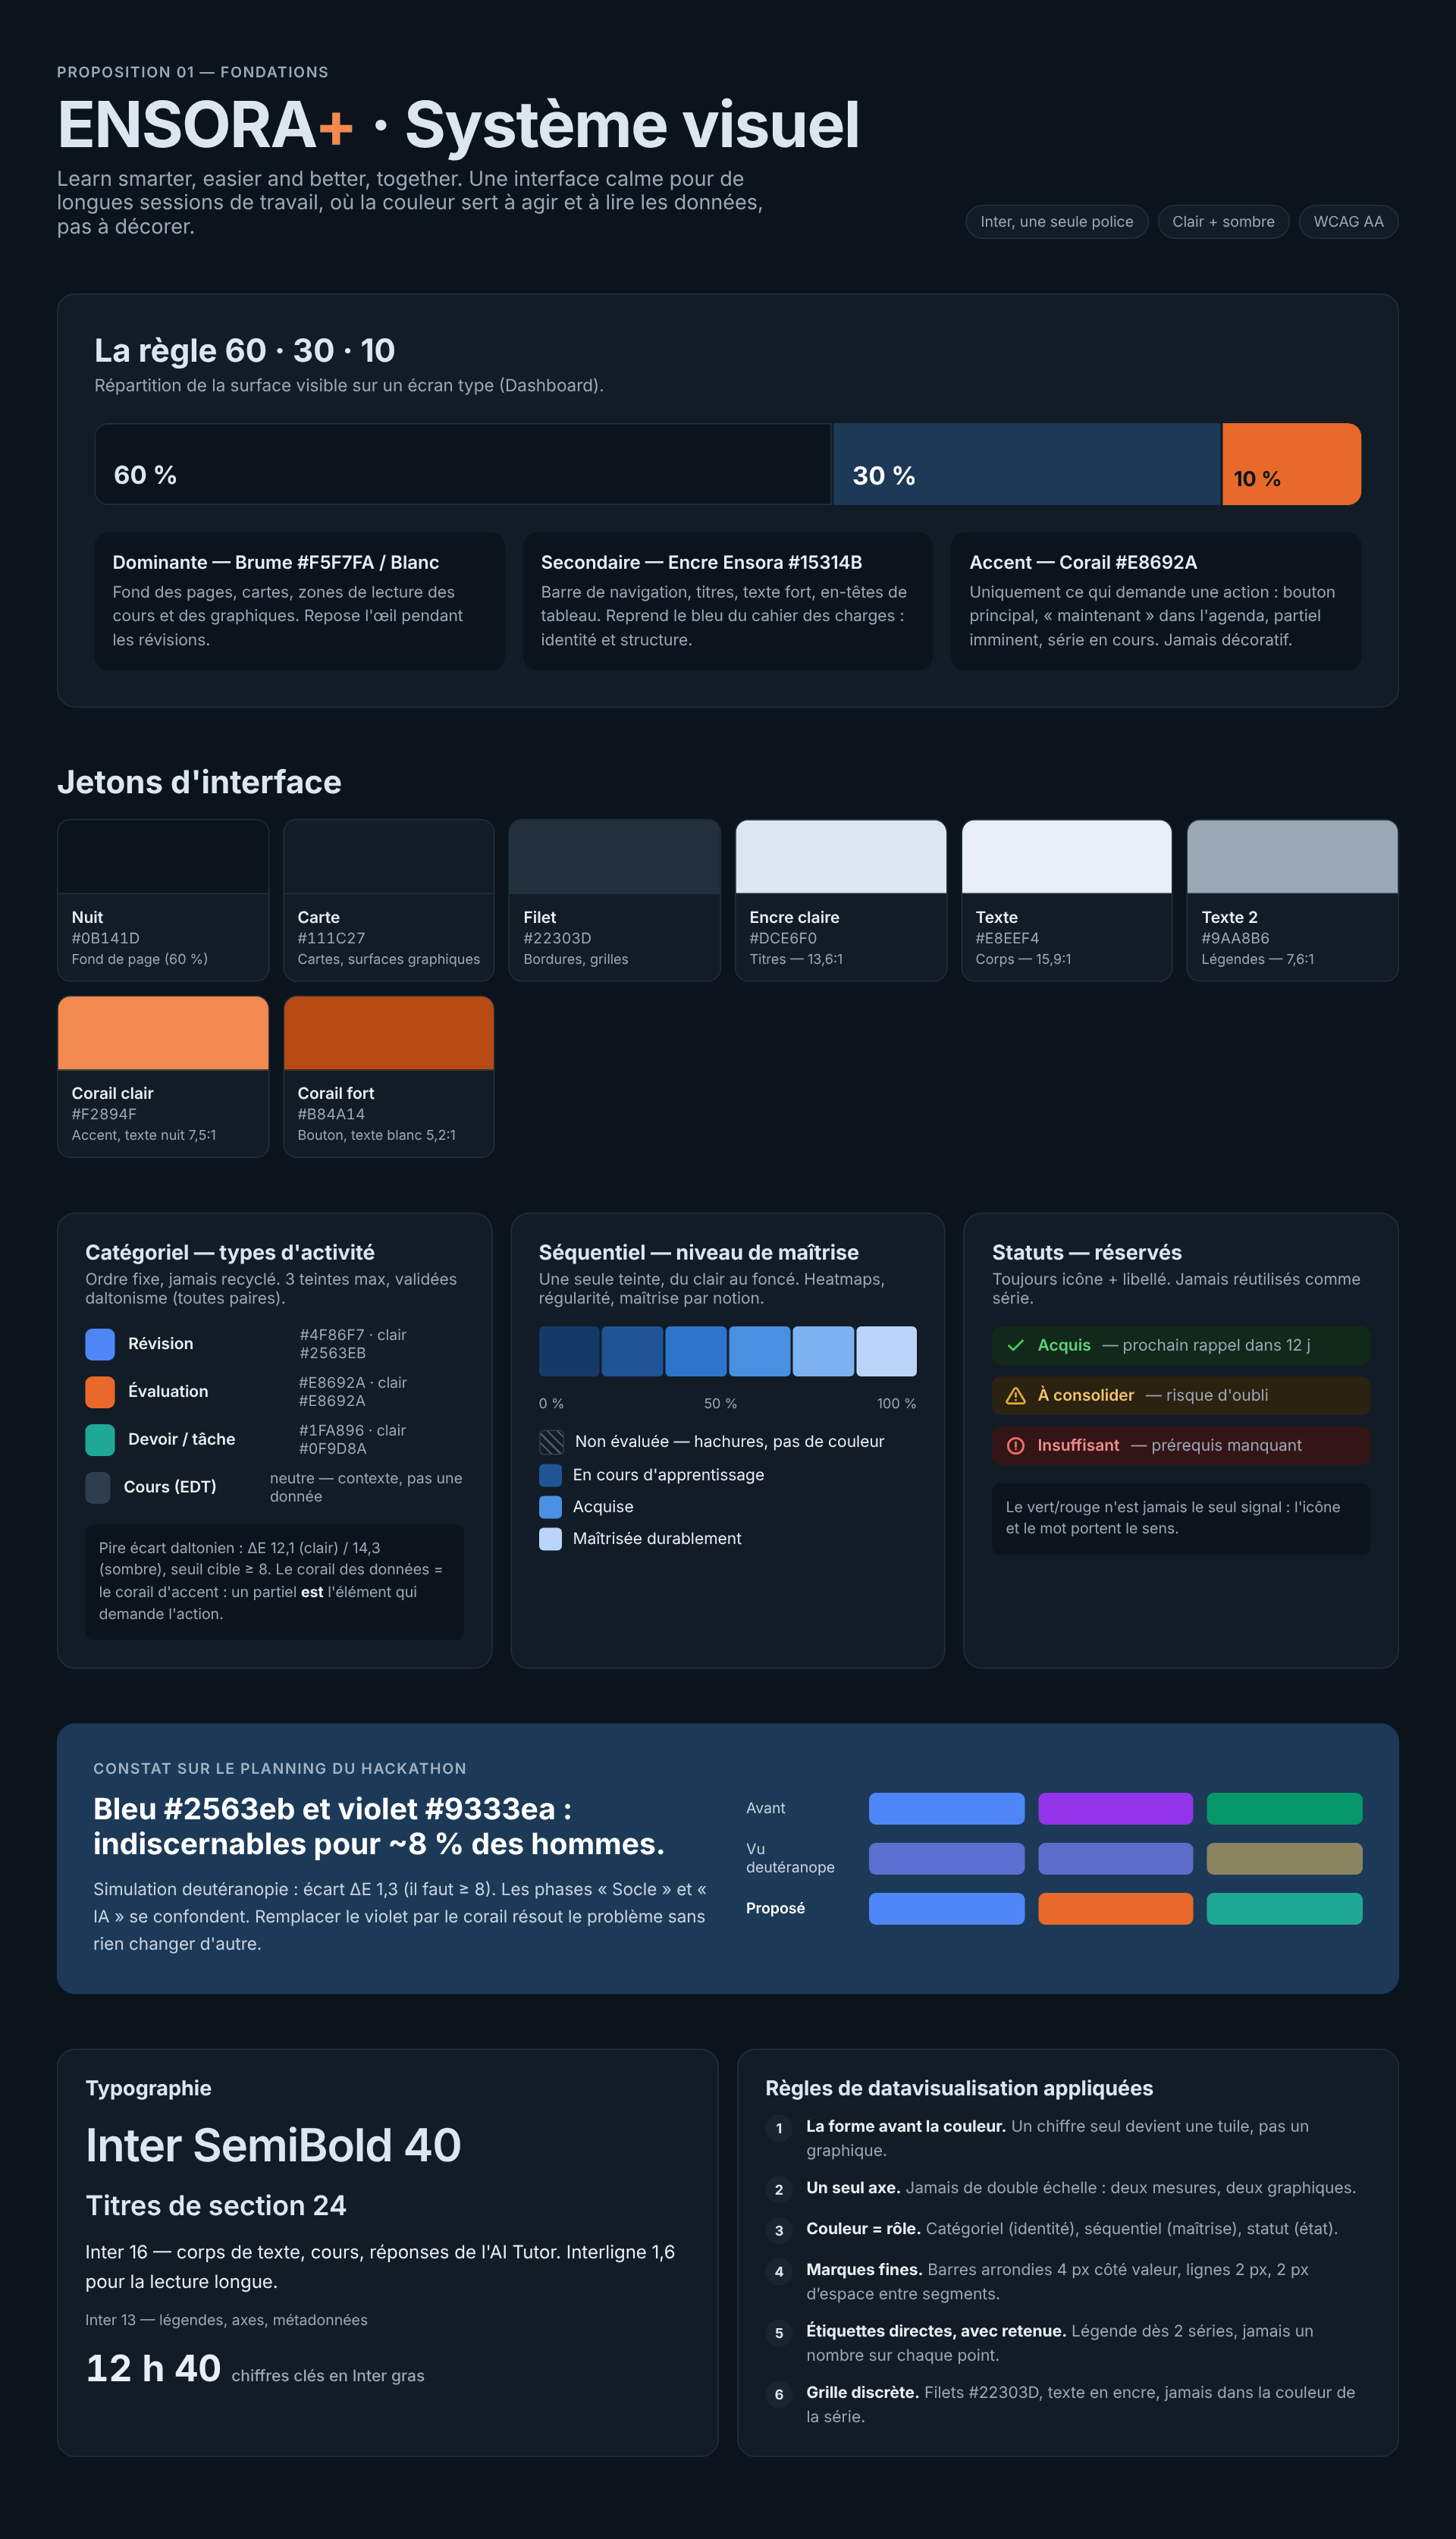 PROPOSITION 01 — FONDATIONS
ENSORA+ · Système visuel
Learn smarter, easier and better, together. Une interface calme pour de
longues sessions de travail, où la couleur sert à agir et à lire les données,
pas à décorer.
Inter, une seule police
Clair + sombre
WCAG AA
La règle 60 · 30 · 10
Répartition de la surface visible sur un écran type (Dashboard).
60 %
30 %
10 %
Dominante — Brume #F5F7FA / Blanc
Fond des pages, cartes, zones de lecture des
cours et des graphiques. Repose l'œil pendant
les révisions.
Secondaire — Encre Ensora #15314B
Barre de navigation, titres, texte fort, en-têtes de
tableau. Reprend le bleu du cahier des charges :
identité et structure.
Accent — Corail #E8692A
Uniquement ce qui demande une action : bouton
principal, « maintenant » dans l'agenda, partiel
imminent, série en cours. Jamais décoratif.
Jetons d'interface
Nuit
#0B141D
Fond de page (60 %)
Carte
#111C27
Cartes, surfaces graphiques
Filet
#22303D
Bordures, grilles
Encre claire
#DCE6F0
Titres — 13,6:1
Texte
#E8EEF4
Corps — 15,9:1
Texte 2
#9AA8B6
Légendes — 7,6:1
Corail clair
#F2894F
Accent, texte nuit 7,5:1
Corail fort
#B84A14
Bouton, texte blanc 5,2:1
Catégoriel — types d'activité
Ordre fixe, jamais recyclé. 3 teintes max, validées
daltonisme (toutes paires).
Révision
#4F86F7 · clair
#2563EB
Évaluation
#E8692A · clair
#E8692A
Devoir / tâche
#1FA896 · clair
#0F9D8A
Cours (EDT)
neutre — contexte, pas une
donnée
Pire écart daltonien : ΔE 12,1 (clair) / 14,3
(sombre), seuil cible ≥ 8. Le corail des données =
le corail d'accent : un partiel est l'élément qui
demande l'action.
Séquentiel — niveau de maîtrise
Une seule teinte, du clair au foncé. Heatmaps,
régularité, maîtrise par notion.
0 %
50 %
100 %
Non évaluée — hachures, pas de couleur
En cours d'apprentissage
Acquise
Maîtrisée durablement
Statuts — réservés
Toujours icône + libellé. Jamais réutilisés comme
série.
Acquis — prochain rappel dans 12 j
À consolider — risque d'oubli
Insuffisant — prérequis manquant
Le vert/rouge n'est jamais le seul signal : l'icône
et le mot portent le sens.
CONSTAT SUR LE PLANNING DU HACKATHON
Bleu #2563eb et violet #9333ea :
indiscernables pour ~8 % des hommes.
Simulation deutéranopie : écart ΔE 1,3 (il faut ≥ 8). Les phases « Socle » et «
IA » se confondent. Remplacer le violet par le corail résout le problème sans
rien changer d'autre.
Avant
Vu
deutéranope
Proposé
Typographie
Inter SemiBold 40
Titres de section 24
Inter 16 — corps de texte, cours, réponses de l'AI Tutor. Interligne 1,6
pour la lecture longue.
Inter 13 — légendes, axes, métadonnées
12 h 40 chiffres clés en Inter gras
Règles de datavisualisation appliquées
1 La forme avant la couleur. Un chiffre seul devient une tuile, pas un
graphique.
2 Un seul axe. Jamais de double échelle : deux mesures, deux graphiques.
3 Couleur = rôle. Catégoriel (identité), séquentiel (maîtrise), statut (état).
4 Marques fines. Barres arrondies 4 px côté valeur, lignes 2 px, 2 px
d’espace entre segments.
5 Étiquettes directes, avec retenue. Légende dès 2 séries, jamais un
nombre sur chaque point.
6 Grille discrète. Filets #22303D, texte en encre, jamais dans la couleur de
la série.